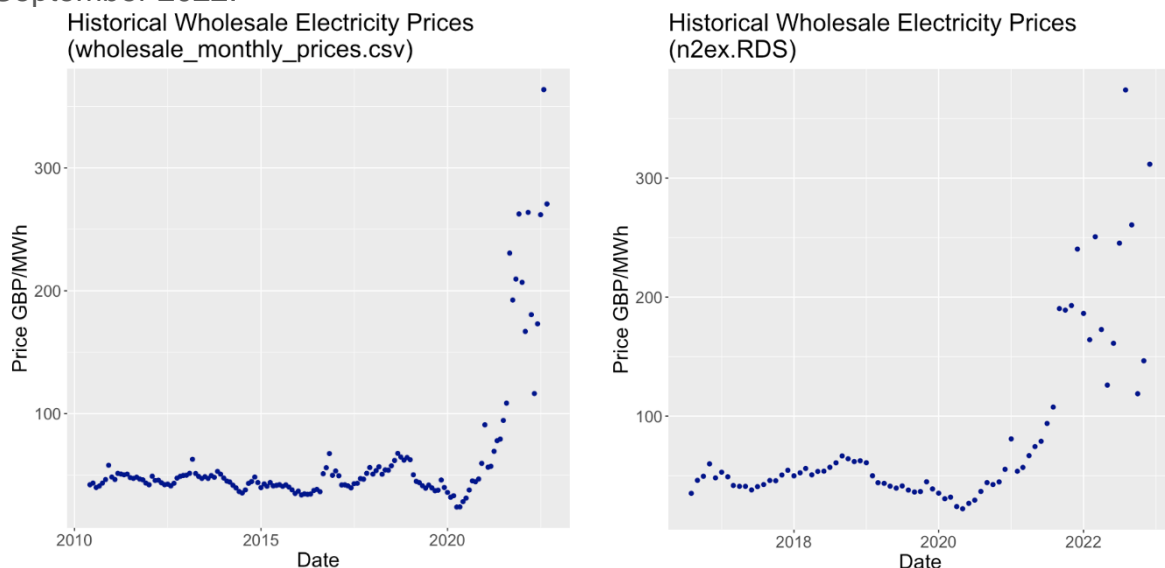 September 2022.
Historical Wholesale Electricity Prices
(wholesale_monthly_prices.csv)
300
200
100
Price GBP/MWh
2010
2015
2020
Date
Historical Wholesale Electricity Prices
(n2ex.RDS)
300
200
100
Price GBP/MWh
2018
2020
2022
Date